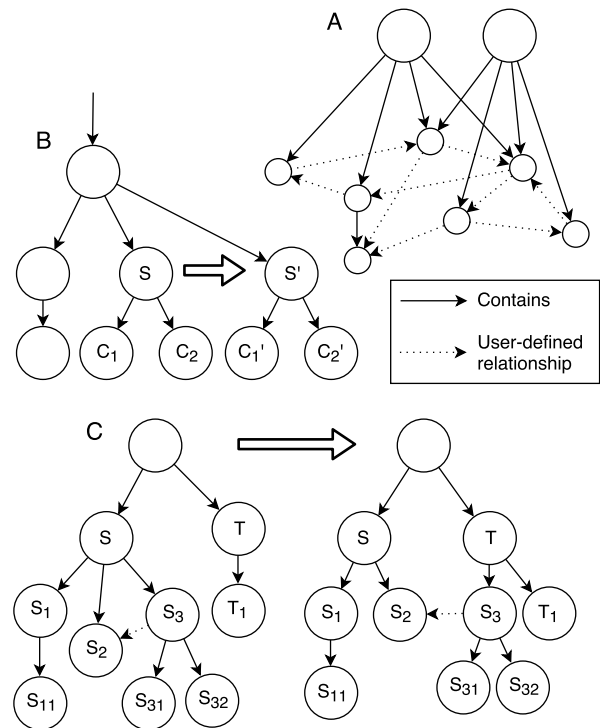 A
B
S
S'
C1
C2
C1'
C2'
Contains
User-defined
relationship
C
S
T
S1
S2
S3
T1
S11
S31
S32
S
T
S1
S2
S3
T1
S11
S31
S32